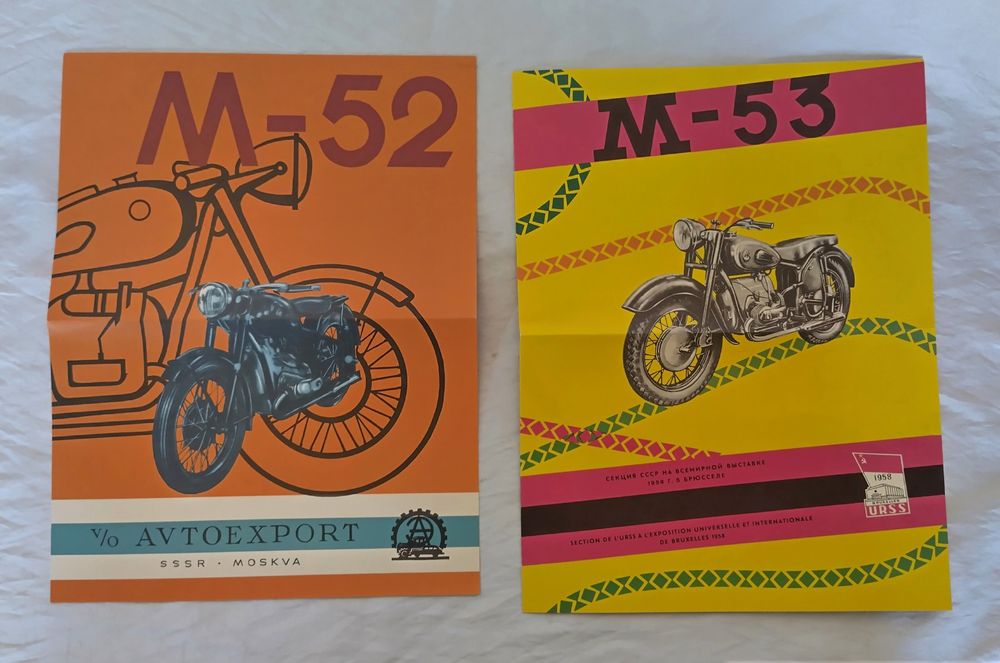 M-52
V/O AVTOEXPORT
SSSR · MOSKVA
M-53
СЕКЦИЯ СССР НА ВСЕМИРНОЙ ВЫСТАВКЕ
1958 Г. В БРЮССЕЛЕ
SECTION DE L'URSS A L'EXPOSITION UNIVERSELLE ET INTERNATIONALE
DE BRUXELLES 1958
1958
BRUXELLES
URSS